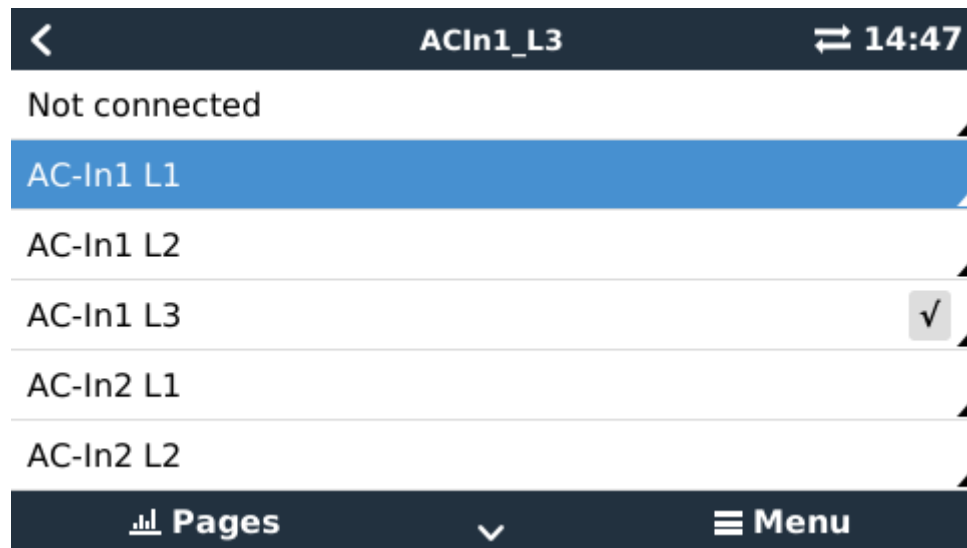 ACIn1_L3 14:47
Not connected
AC-In1 L1
AC-In1 L2
AC-In1 L3 √
AC-In2 L1
AC-In2 L2
Pages Menu